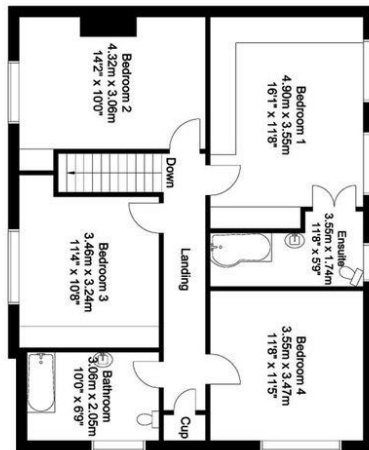 Bedroom 2
4.32m x 3.06m
14'2" x 10'0"
Bedroom 1
4.90m x 3.55m
16'1" x 11'8"
Down
Ensuite
3.55m x 1.74m
11'8" x 5'9"
Landing
Bedroom 3
3.46m x 3.24m
11'4" x 10'8"
Bedroom 4
3.55m x 3.47m
11'8" x 11'5"
Bathroom
3.06m x 2.05m
10'0" x 6'9"
Cup